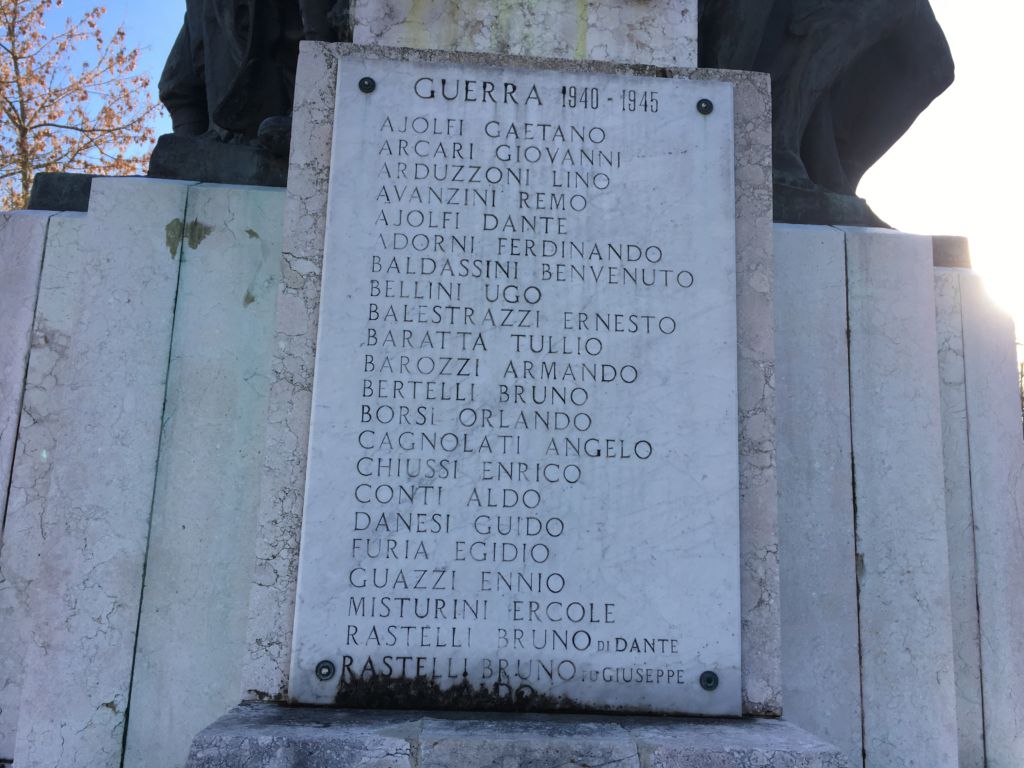 GUERRA 1940-1945
AJOLFI GAETANO
ARCARI GIOVANNI
ARDUZZONI LINO
AVANZINI REMO
AJOLFI DANTE
ADORNI FERDINANDO
BALDASSINI BENVENUTO
BELLINI UGO
BALESTRAZZI ERNESTO
BARATTA TULLIO
BAROZZI ARMANDO
BERTELLI BRUNO
BORSI ORLANDO
CAGNOLATI ANGELO
CHIUSSI ENRICO
CONTI ALDO
DANESI GUIDO
FURIA EGIDIO
GUAZZI ENNIO
MISTURINI ERCOLE
RASTELLI BRUNO DI DANTE
RASTELLI BRUNO FU GIUSEPPE